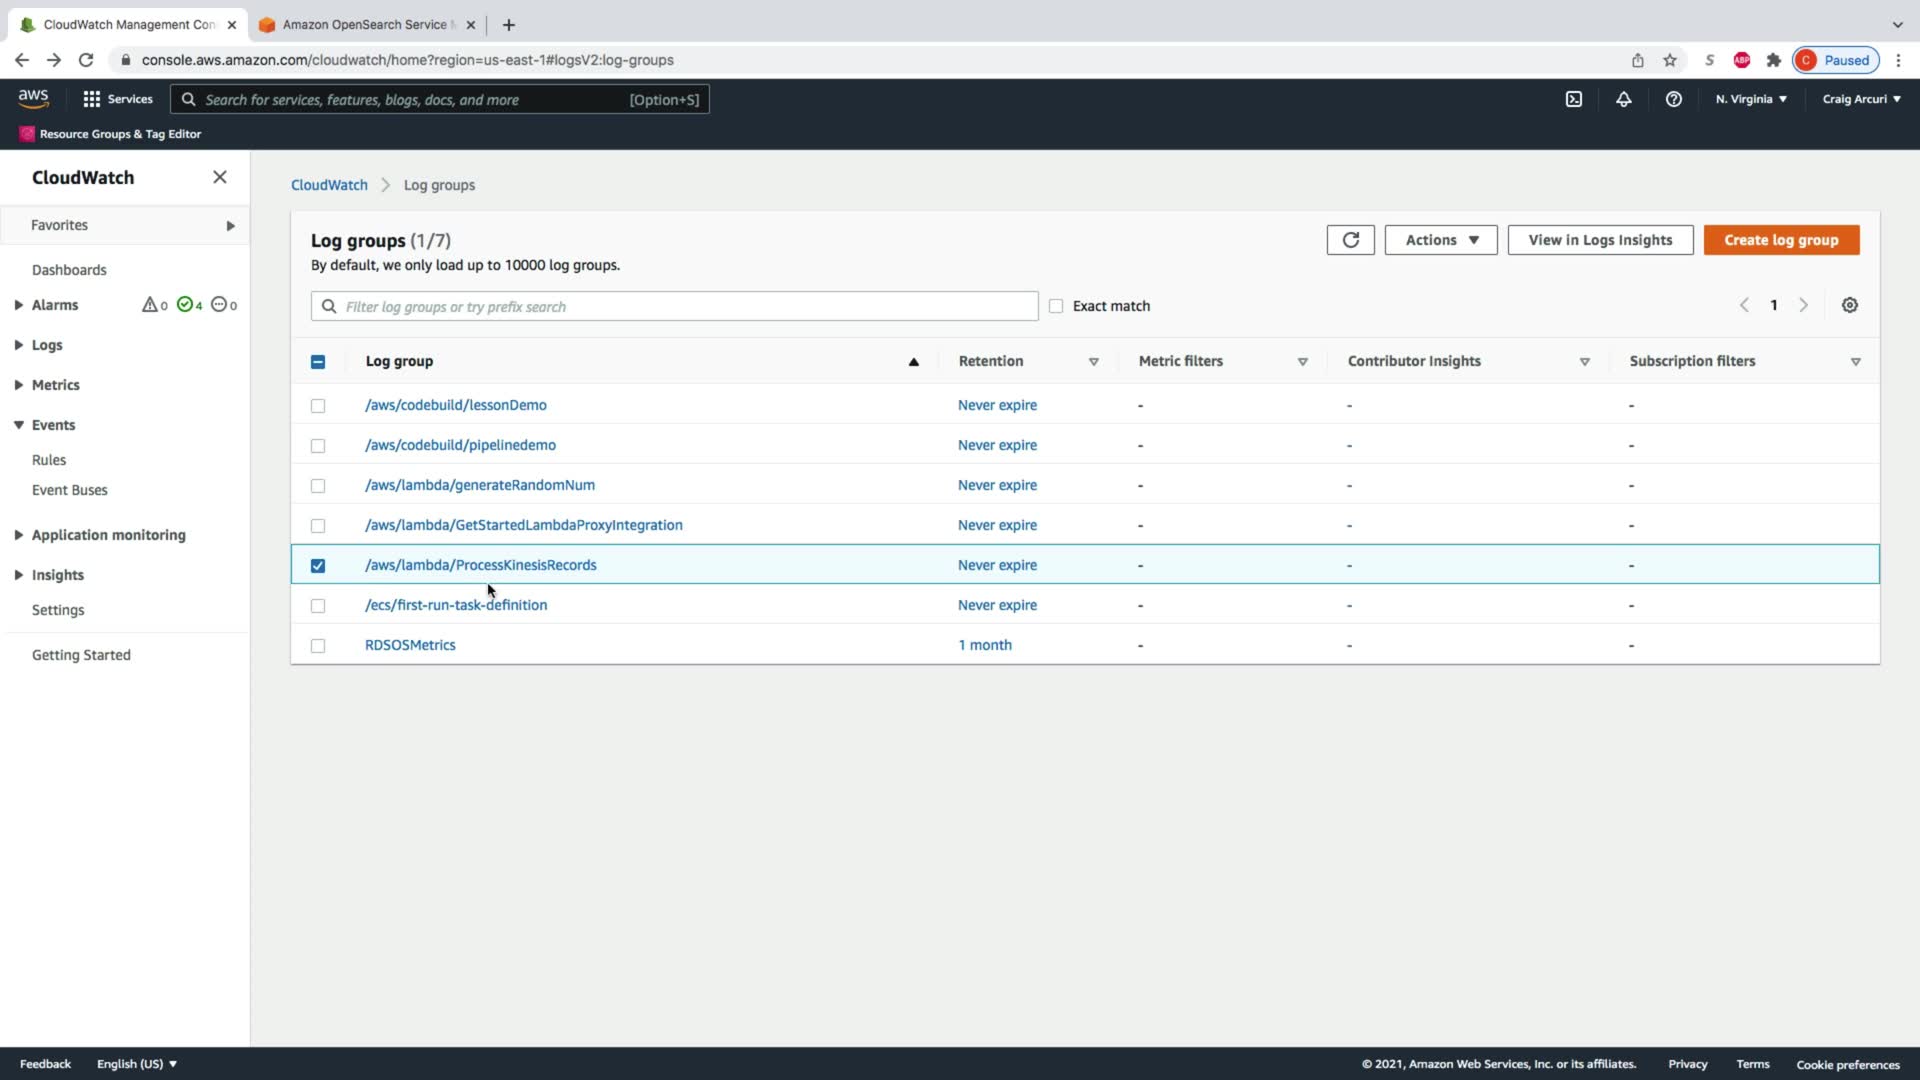 CloudWatch Management Con
Amazon OpenSearch Service
console.aws.amazon.com/cloudwatch/home?region=us-east-1#logsV2:log-groups
S
ABP
C Paused
aws
Services
Search for services, features, blogs, docs, and more [Option+S]
N. Virginia
Craig Arcuri
Resource Groups & Tag Editor
CloudWatch
Favorites
Dashboards
Alarms 0 4 0
Logs
Metrics
Events
Rules
Event Buses
Application monitoring
Insights
Settings
Getting Started
CloudWatch > Log groups
Log groups (1/7)
By default, we only load up to 10000 log groups.
Actions
View in Logs Insights
Create log group
Filter log groups or try prefix search
Exact match
1
Log group Retention Metric filters Contributor Insights Subscription filters
/aws/codebuild/lessonDemo Never expire - - -
/aws/codebuild/pipelinedemo Never expire - - -
/aws/lambda/generateRandomNum Never expire - - -
/aws/lambda/GetStartedLambdaProxyIntegration Never expire - - -
/aws/lambda/ProcessKinesisRecords Never expire - - -
/ecs/first-run-task-definition Never expire - - -
RDSOSMetrics 1 month - - -
Feedback English (US) © 2021, Amazon Web Services, Inc. or its affiliates. Privacy Terms Cookie preferences